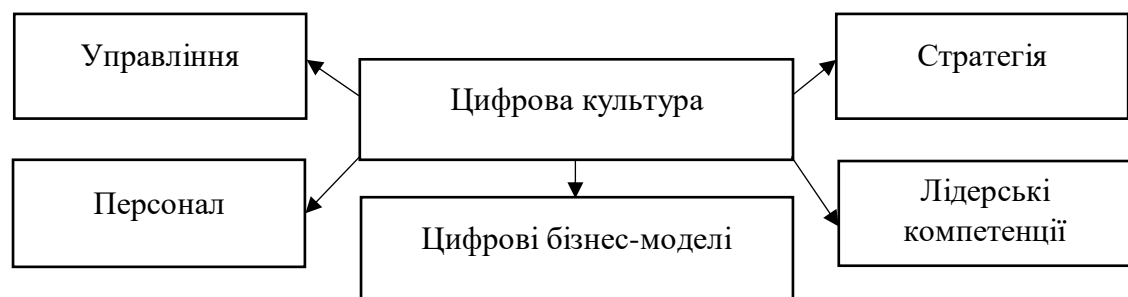 Управління
Цифрова культура
Стратегія
Персонал
Цифрові бізнес-моделі
Лідерські
компетенції